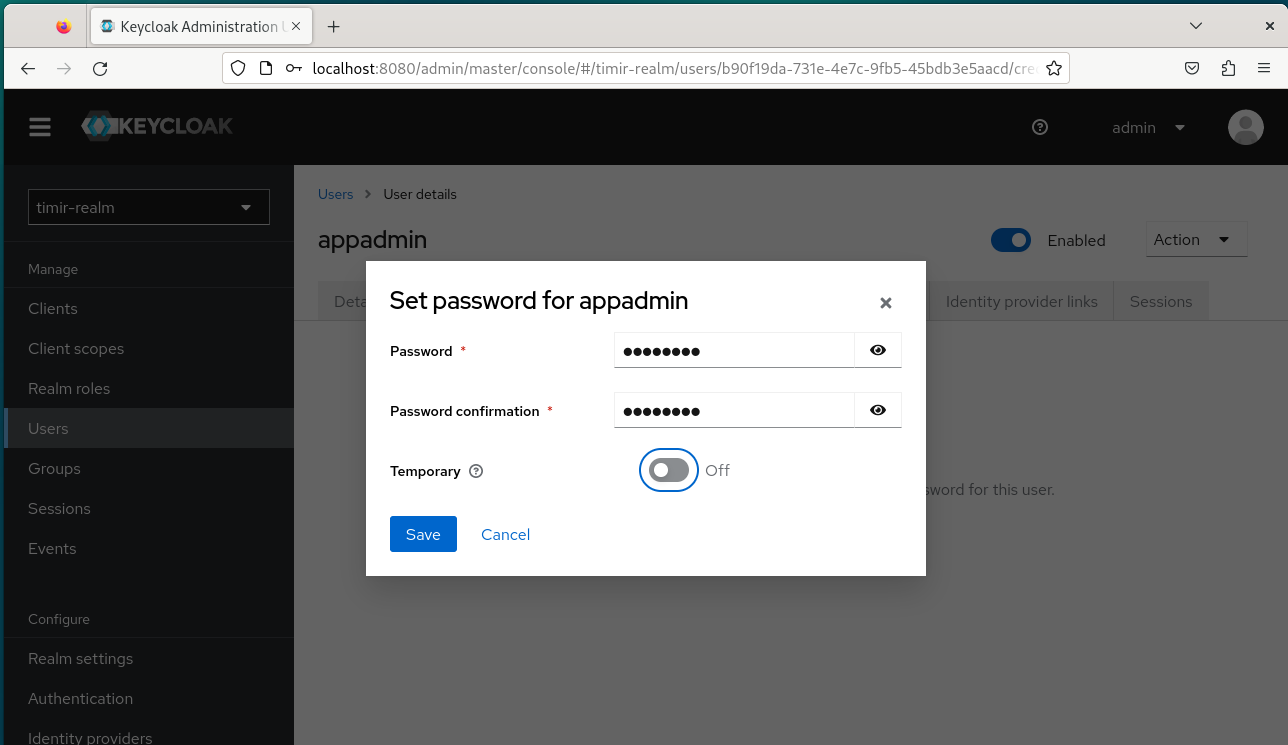 Keycloak Administration U
localhost:8080/admin/master/console/#/timir-realm/users/b90f19da-731e-4e7c-9fb5-45bdb3e5aacd/cre
KEYCLOAK
admin
timir-realm
Manage
Clients
Client scopes
Realm roles
Users
Groups
Sessions
Events
Configure
Realm settings
Authentication
Identity providers
Users > User details
appadmin
Enabled
Action
Deta
Identity provider links
Sessions
Set password for appadmin
Password *
●●●●●●●●
Password confirmation *
●●●●●●●●
Temporary
Off
Save
Cancel
sword for this user.